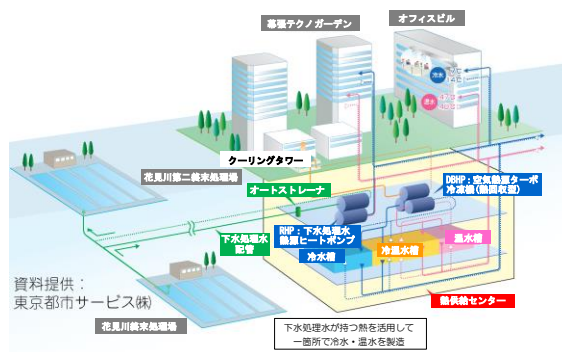 オフィスビル
幕張テクノガーデン
冷水
温水
47℃
クーリングタワー
花見川第二終末処理場
オートストレーナ
DBHP：空気熱源ターボ
冷凍機(熱回収型)
下水処理水
配管
RHP：下水処理水
熱源ヒートポンプ
冷水槽
冷温水槽
温水槽
資料提供：
東京都市サービス㈱
熱供給センター
花見川終末処理場
下水処理水が持つ熱を活用して
一箇所で冷水・温水を製造